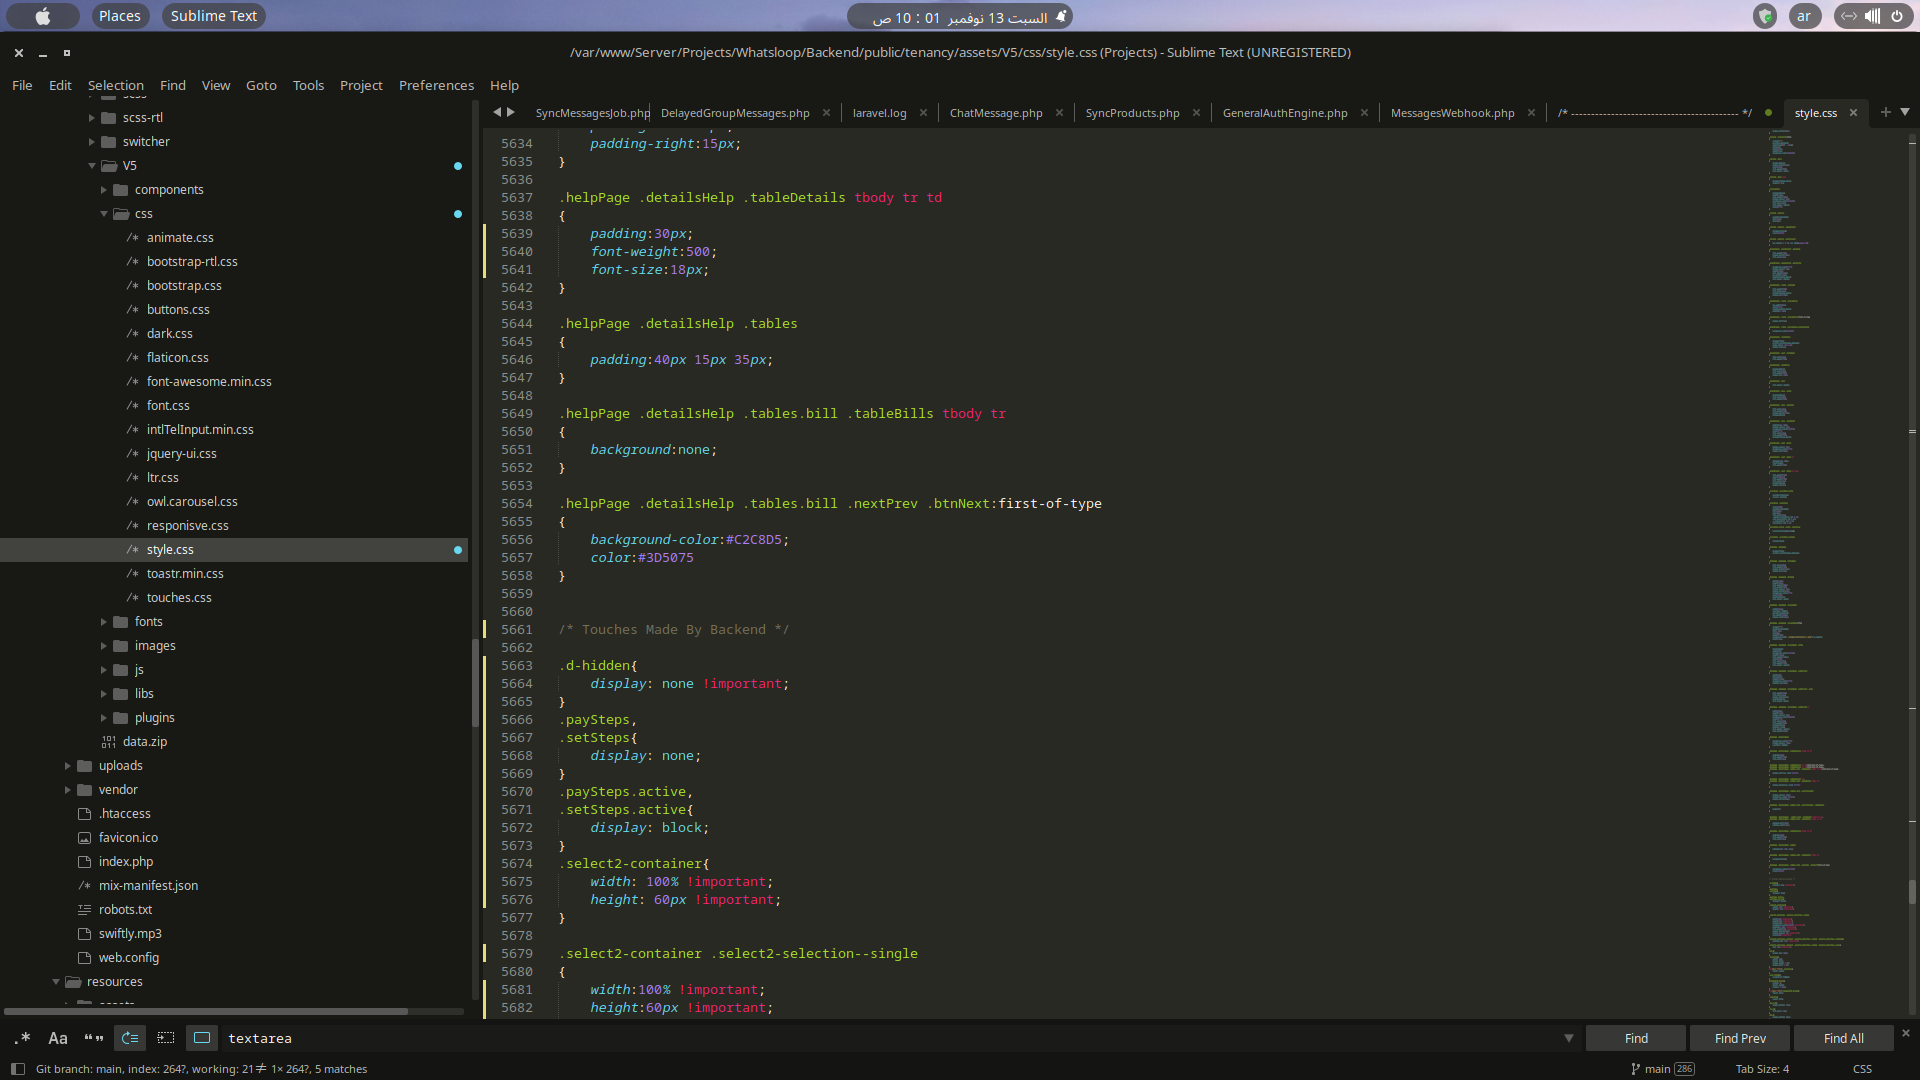 Places
Sublime Text
السبت 13 نوفمبر 01 : 10 ص
ar
/var/www/Server/Projects/Whatsloop/Backend/public/tenancy/assets/V5/css/style.css (Projects) - Sublime Text (UNREGISTERED)
File Edit Selection Find View Goto Tools Project Preferences Help
SyncMessagesJob.php
DelayedGroupMessages.php
laravel.log
ChatMessage.php
SyncProducts.php
GeneralAuthEngine.php
MessagesWebhook.php
/* ---------------------------------------- */
style.css
scss-rtl
switcher
V5
components
css
/* animate.css
/* bootstrap-rtl.css
/* bootstrap.css
/* buttons.css
/* dark.css
/* flaticon.css
/* font-awesome.min.css
/* font.css
/* intlTelInput.min.css
/* jquery-ui.css
/* ltr.css
/* owl.carousel.css
/* responisve.css
/* style.css
/* toastr.min.css
/* touches.css
fonts
images
js
libs
plugins
data.zip
uploads
vendor
.htaccess
favicon.ico
index.php
/* mix-manifest.json
robots.txt
swiftly.mp3
web.config
resources
5634 padding-right:15px;
5635 }
5636
5637 .helpPage .detailsHelp .tableDetails tbody tr td
5638 {
5639 padding:30px;
5640 font-weight:500;
5641 font-size:18px;
5642 }
5643
5644 .helpPage .detailsHelp .tables
5645 {
5646 padding:40px 15px 35px;
5647 }
5648
5649 .helpPage .detailsHelp .tables.bill .tableBills tbody tr
5650 {
5651 background:none;
5652 }
5653
5654 .helpPage .detailsHelp .tables.bill .nextPrev .btnNext:first-of-type
5655 {
5656 background-color:#C2C8D5;
5657 color:#3D5075
5658 }
5659
5660
5661 /* Touches Made By Backend */
5662
5663 .d-hidden{
5664 display: none !important;
5665 }
5666 .paySteps,
5667 .setSteps{
5668 display: none;
5669 }
5670 .paySteps.active,
5671 .setSteps.active{
5672 display: block;
5673 }
5674 .select2-container{
5675 width: 100% !important;
5676 height: 60px !important;
5677 }
5678
5679 .select2-container .select2-selection--single
5680 {
5681 width:100% !important;
5682 height:60px !important;
.* Aa “” textarea
Find
Find Prev
Find All
Git branch: main, index: 264?, working: 21≠ 1× 264?, 5 matches
main 286
Tab Size: 4
CSS